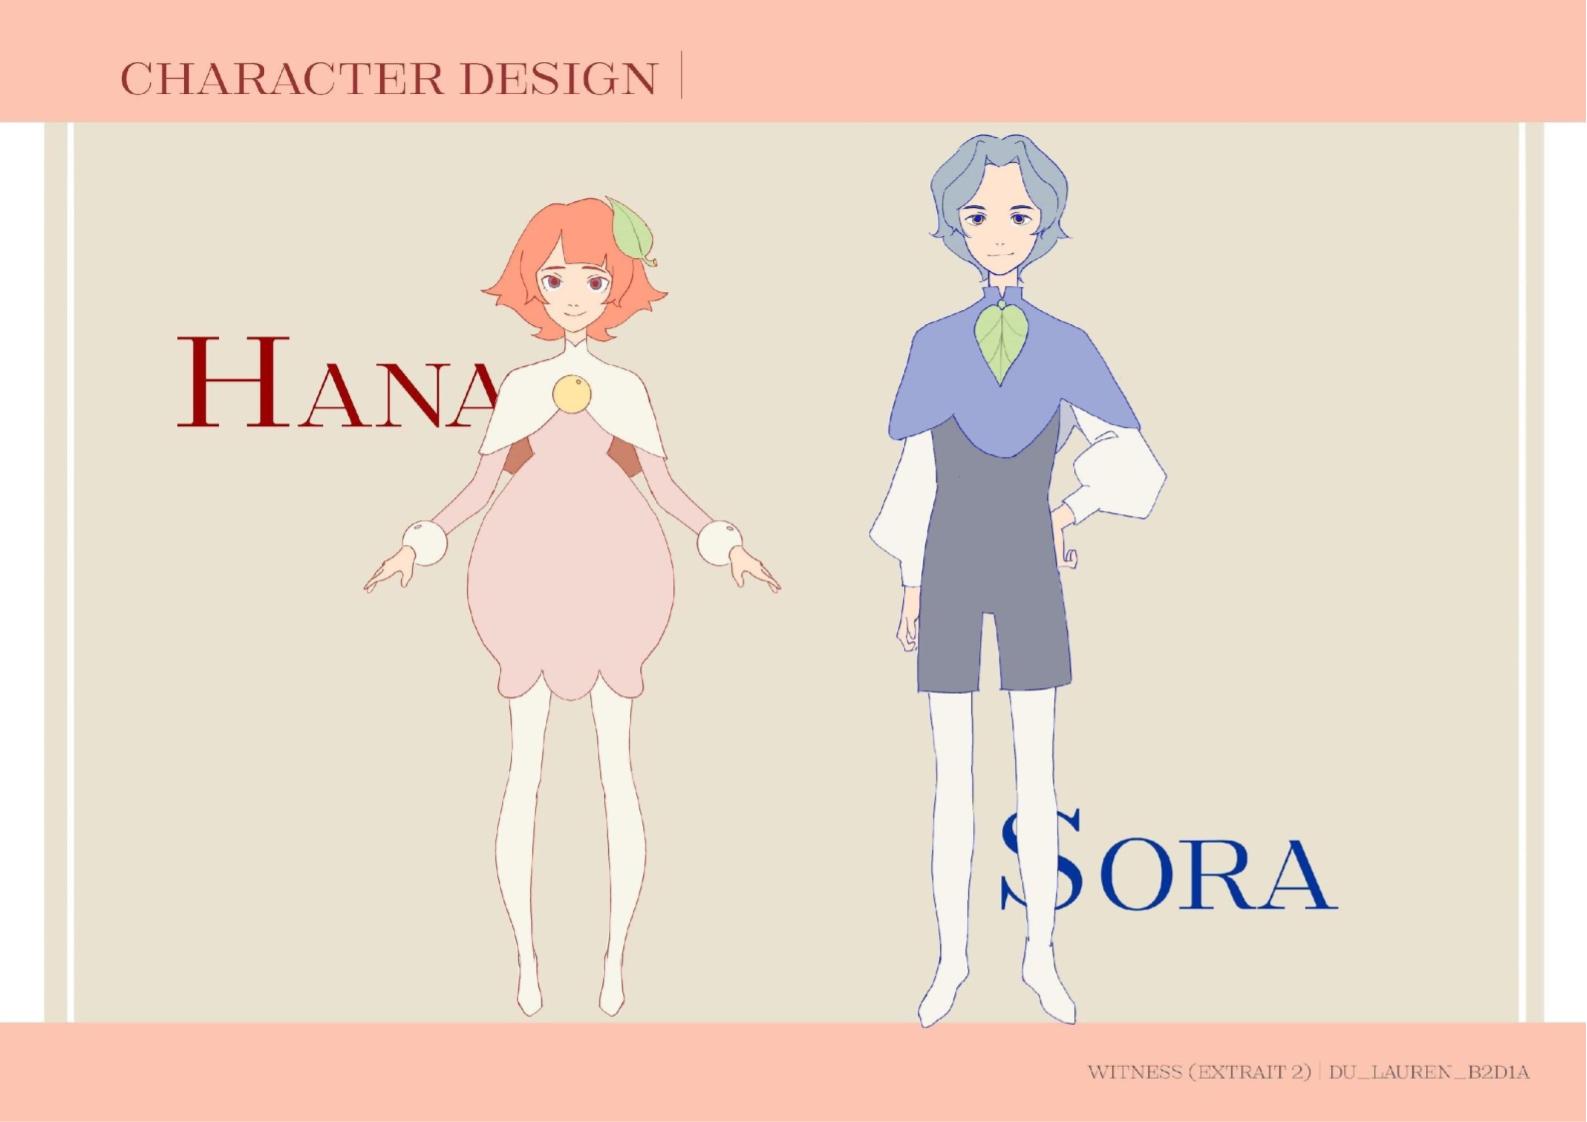 CHARACTER DESIGN |
HANA
SORA
WITNESS (EXTRAIT 2) | DU_LAUREN_B2D1A